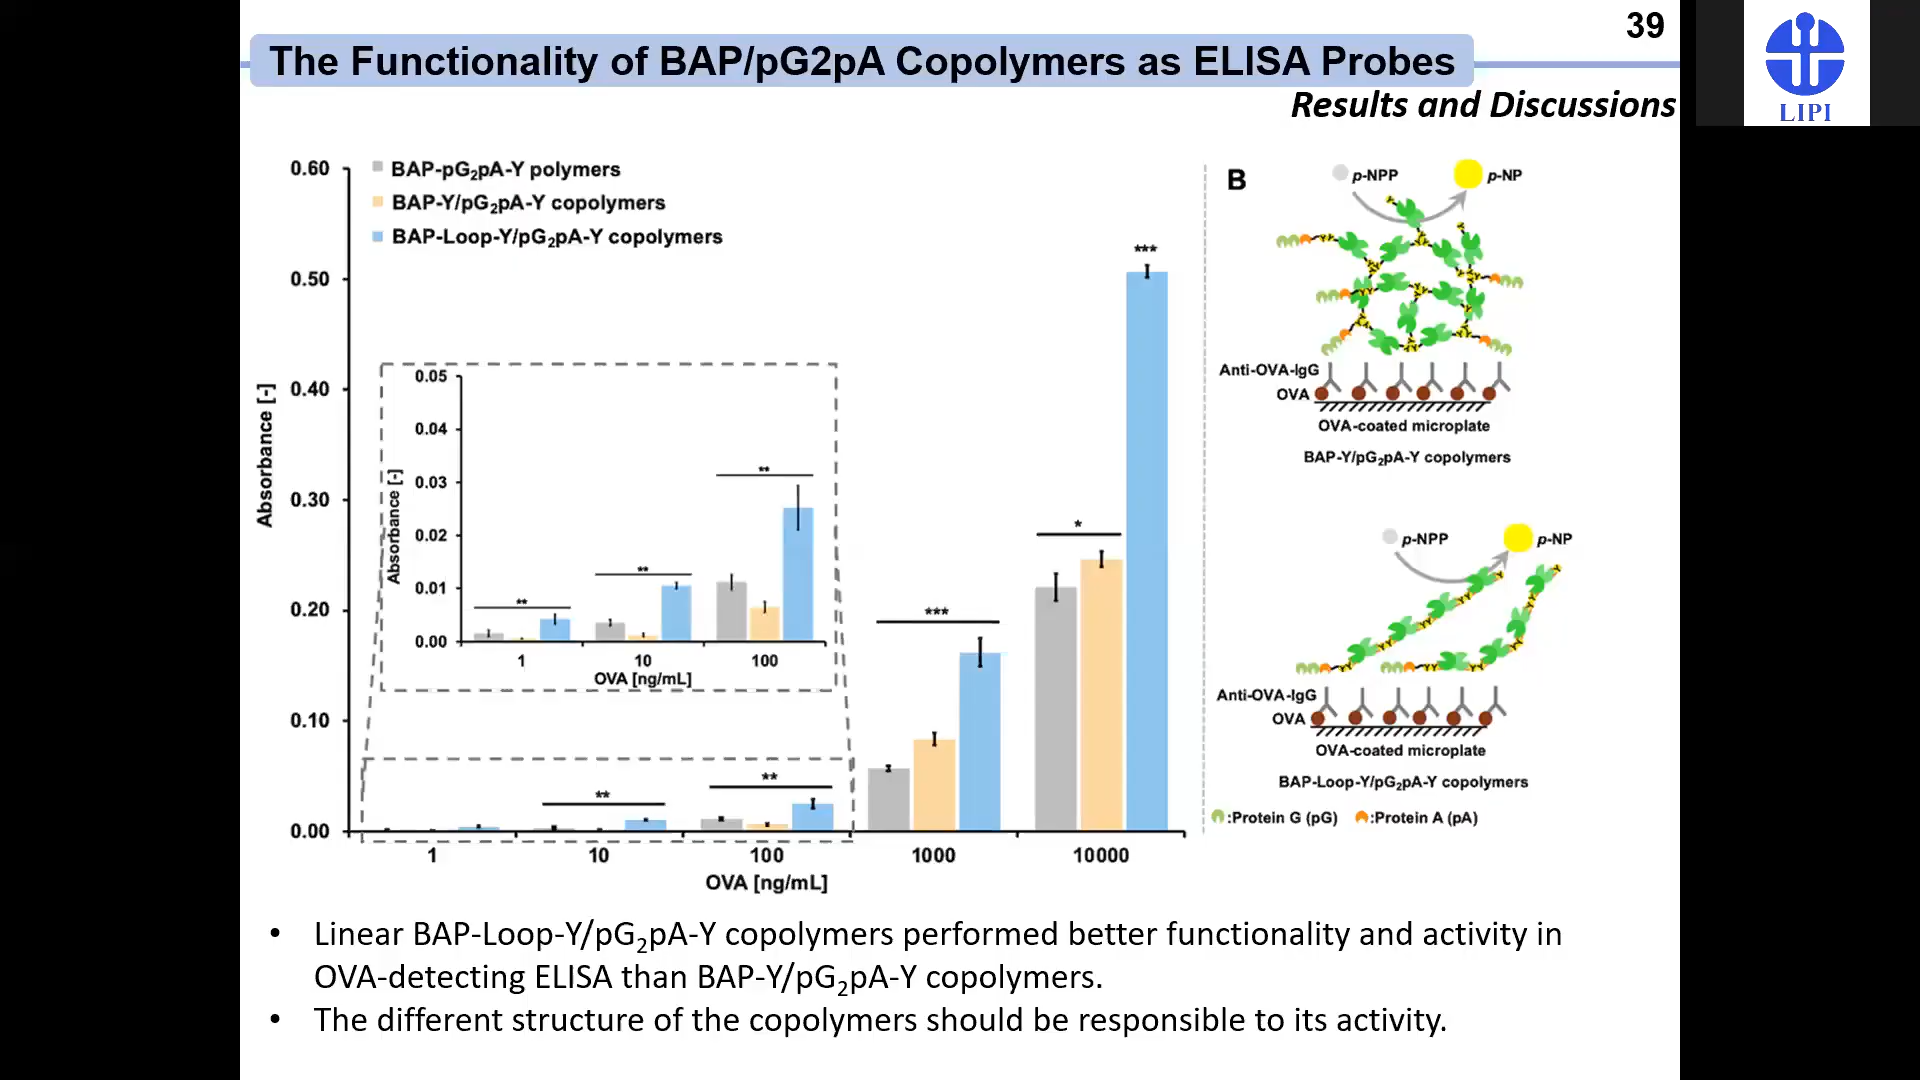 39
The Functionality of BAP/pG2pA Copolymers as ELISA Probes
Results and Discussions
LIPI
0.60
0.50
0.40
0.30
0.20
0.10
0.00
Absorbance [-]
BAP-pG₂pA-Y polymers
BAP-Y/pG₂pA-Y copolymers
BAP-Loop-Y/pG₂pA-Y copolymers
0.05
0.04
0.03
0.02
0.01
0.00
Absorbance [-]
**
**
**
1 10 100
OVA [ng/mL]
**
**
***
*
***
1 10 100 1000 10000
OVA [ng/mL]
B
p-NPP p-NP
Anti-OVA-IgG
OVA
OVA-coated microplate
BAP-Y/pG₂pA-Y copolymers
p-NPP p-NP
Anti-OVA-IgG
OVA
OVA-coated microplate
BAP-Loop-Y/pG₂pA-Y copolymers
:Protein G (pG) :Protein A (pA)
• Linear BAP-Loop-Y/pG₂pA-Y copolymers performed better functionality and activity in
OVA-detecting ELISA than BAP-Y/pG₂pA-Y copolymers.
• The different structure of the copolymers should be responsible to its activity.